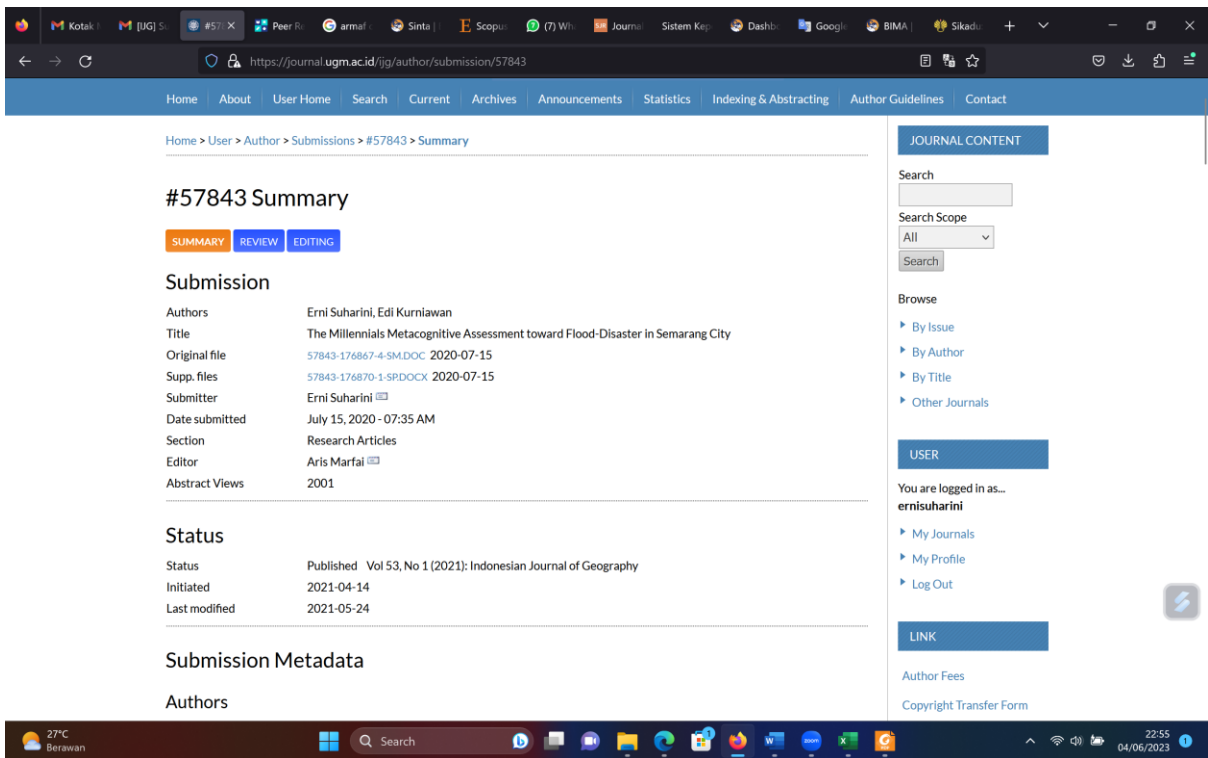 Kotak
[UG] Su
#57
Peer Re
armaf
Sinta |
Scopus
(7) Wh
Journal
Sistem Kep
Dashb
Google
BIMA |
Sikadu
https://journal.ugm.ac.id/ijg/author/submission/57843
Home About User Home Search Current Archives Announcements Statistics Indexing & Abstracting Author Guidelines Contact
Home > User > Author > Submissions > #57843 > Summary
#57843 Summary
SUMMARY REVIEW EDITING
Submission
Authors Erni Suharini, Edi Kurniawan
Title The Millennials Metacognitive Assessment toward Flood-Disaster in Semarang City
Original file 57843-176867-4-SM.DOC 2020-07-15
Supp. files 57843-176870-1-SP.DOCX 2020-07-15
Submitter Erni Suharini
Date submitted July 15, 2020 - 07:35 AM
Section Research Articles
Editor Aris Marfai
Abstract Views 2001
Status
Status Published Vol 53, No 1 (2021): Indonesian Journal of Geography
Initiated 2021-04-14
Last modified 2021-05-24
Submission Metadata
Authors
JOURNAL CONTENT
Search
Search Scope
All
Search
Browse
By Issue
By Author
By Title
Other Journals
USER
You are logged in as...
ernisuharini
My Journals
My Profile
Log Out
LINK
Author Fees
Copyright Transfer Form
27°C
Berawan
Search
zoom
22:55
04/06/2023
1